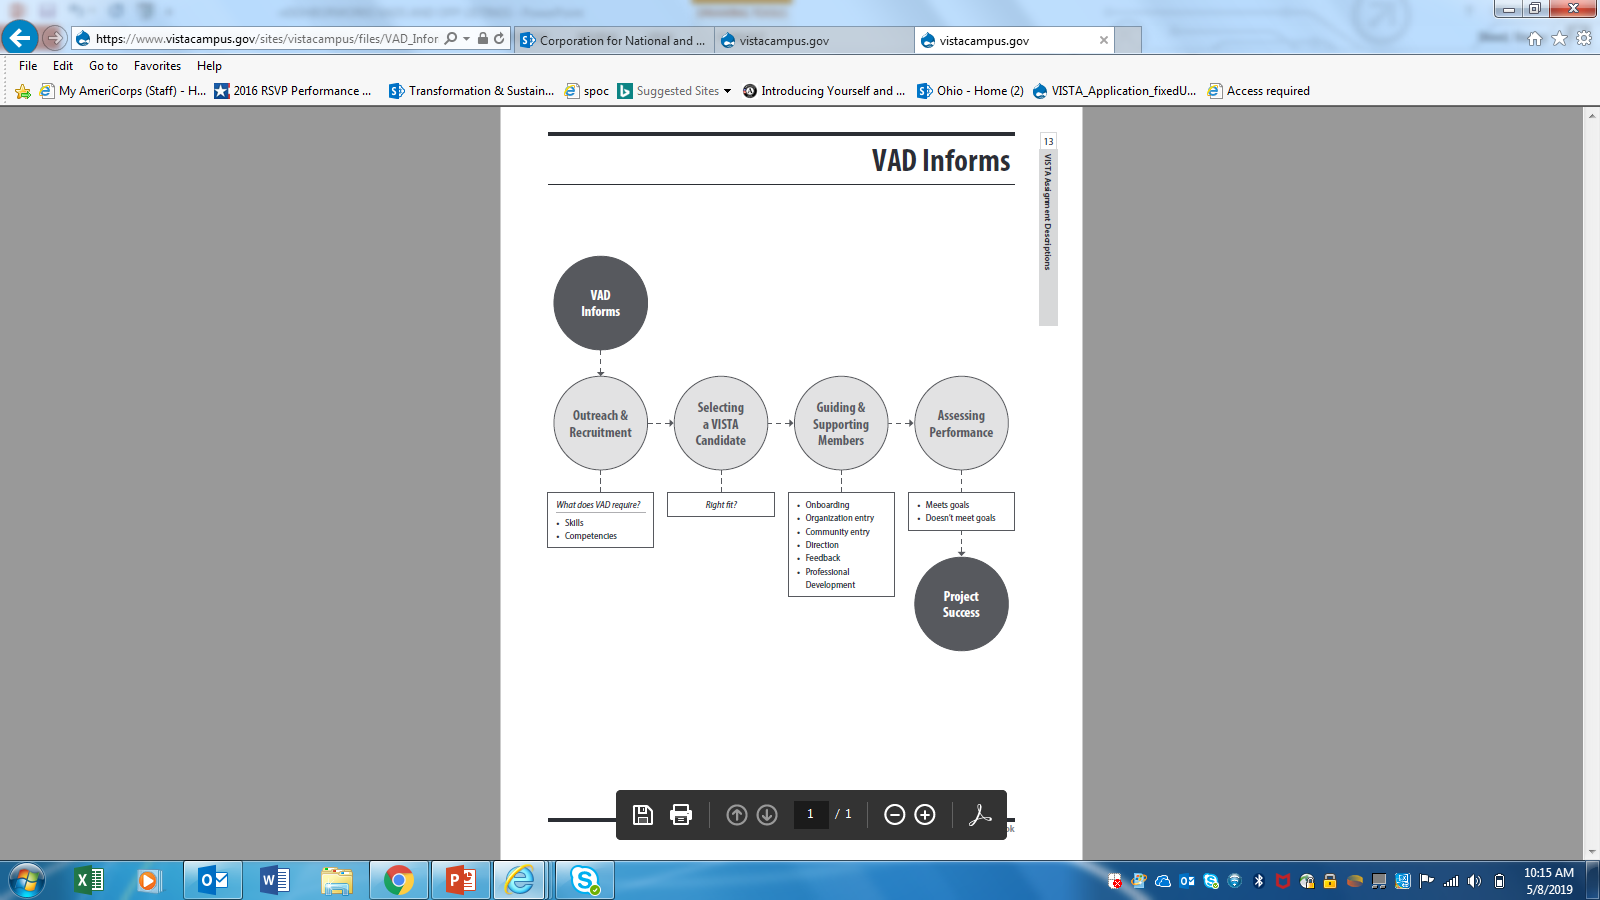 https://www.vistacampus.gov/sites/vistacampus/files/VAD_Infor
Corporation for National and ...
vistacampus.gov
vistacampus.gov
File Edit Go to Favorites Help
My AmeriCorps (Staff) - H...
2016 RSVP Performance ...
Transformation & Sustain...
spoc
Suggested Sites
Introducing Yourself and ...
Ohio - Home (2)
VISTA_Application_fixedU...
Access required
13
VISTA Assignment Descriptions
VAD Informs
VAD
Informs
Outreach &
Recruitment
Selecting
a VISTA
Candidate
Guiding &
Supporting
Members
Assessing
Performance
What does VAD require?
• Skills
• Competencies
Right fit?
• Onboarding
• Organization entry
• Community entry
• Direction
• Feedback
• Professional
Development
• Meets goals
• Doesn't meet goals
Project
Success
1 / 1
10:15 AM
5/8/2019